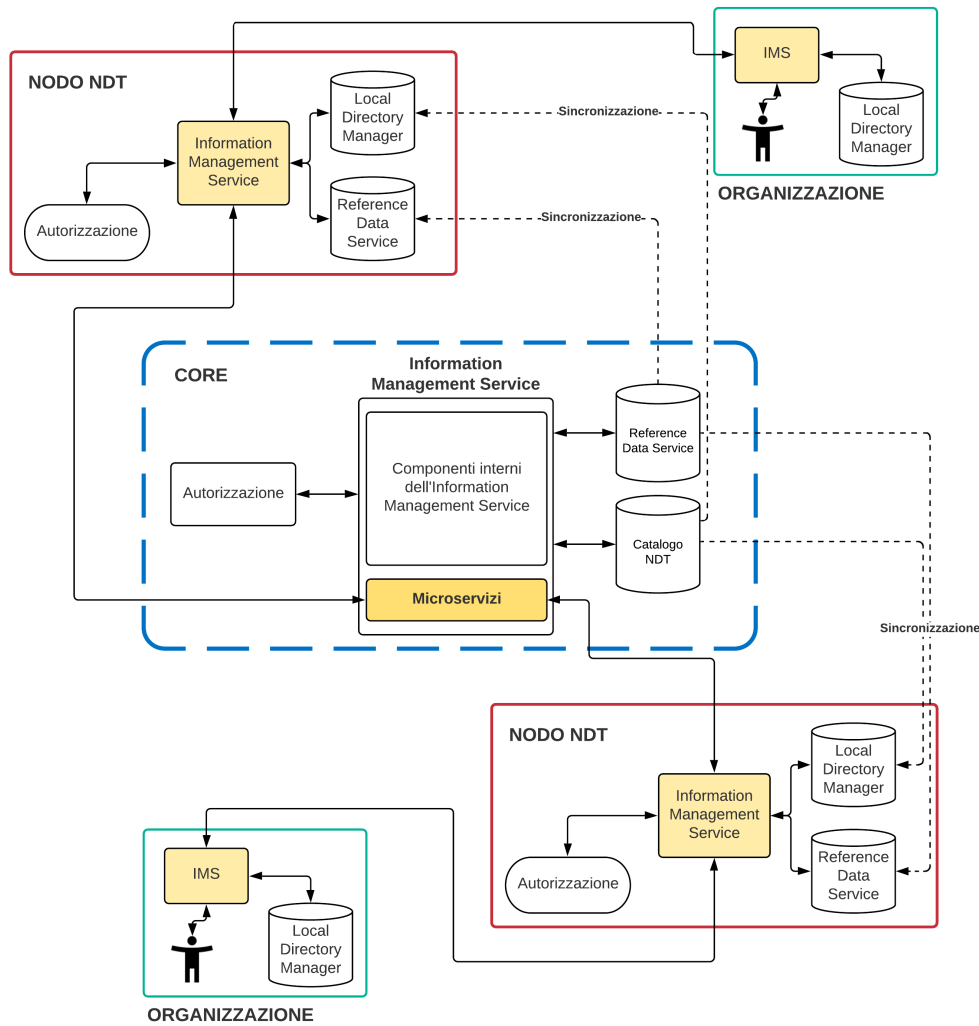 NODO NDT
Information
Management
Service
Autorizzazione
Local
Directory
Manager
Reference
Data
Service
Sincronizzazione
Sincronizzazione
IMS
Local
Directory
Manager
ORGANIZZAZIONE
CORE
Information
Management Service
Autorizzazione
Componenti interni
dell'Information
Management Service
Microservizi
Reference
Data Service
Catalogo
NDT
Sincronizzazione
NODO NDT
Information
Management
Service
Autorizzazione
Local
Directory
Manager
Reference
Data
Service
IMS
Local
Directory
Manager
ORGANIZZAZIONE